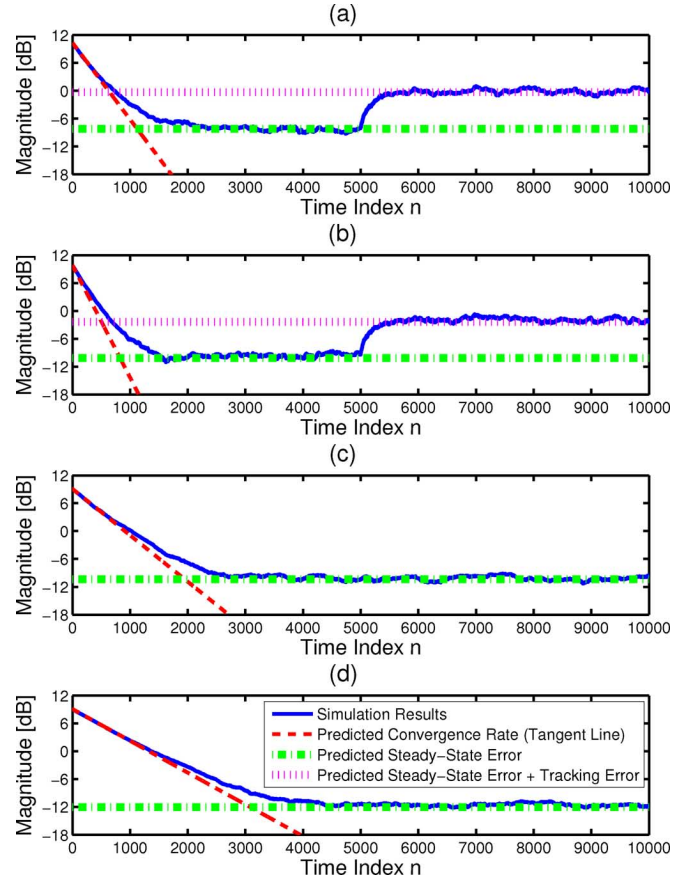 (a)
Magnitude [dB]
12
6
0
−6
−12
−18
0 1000 2000 3000 4000 5000 6000 7000 8000 9000 10000
Time Index n
(b)
Magnitude [dB]
12
6
0
−6
−12
−18
0 1000 2000 3000 4000 5000 6000 7000 8000 9000 10000
Time Index n
(c)
Magnitude [dB]
12
6
0
−6
−12
−18
0 1000 2000 3000 4000 5000 6000 7000 8000 9000 10000
Time Index n
(d)
Magnitude [dB]
12
6
0
−6
−12
−18
Simulation Results
Predicted Convergence Rate (Tangent Line)
Predicted Steady−State Error
Predicted Steady−State Error + Tracking Error
0 1000 2000 3000 4000 5000 6000 7000 8000 9000 10000
Time Index n